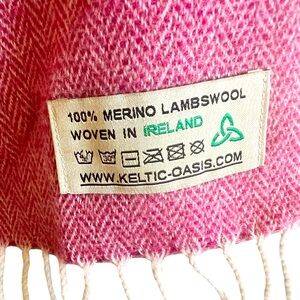 100% MERINO LAMBSWOOL
WOVEN IN IRELAND
WWW.KELTIC-OASIS.COM